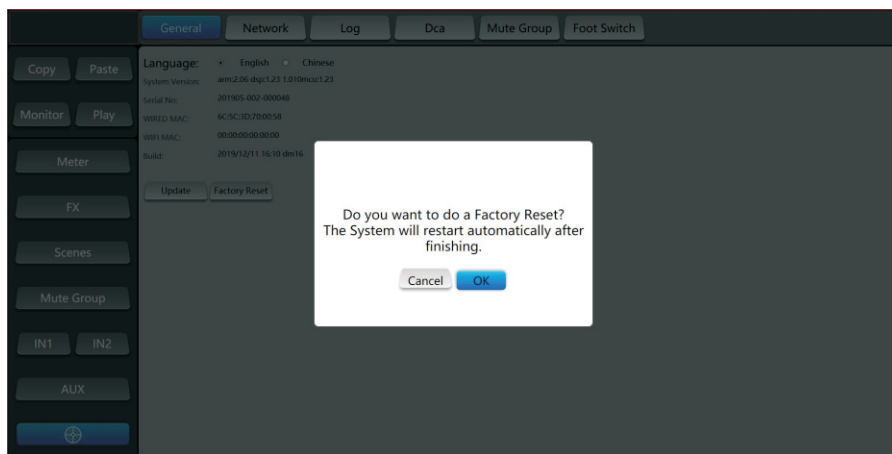 General Network Log Dca Mute Group Foot Switch
Copy Paste
Monitor Play
Meter
FX
Scenes
Mute Group
IN1 IN2
AUX
Language: English Chinese
System Version: arm:2.06 dsp:1.23 1.010mcu:1.23
Serial No: 201905-002-000046
WIRED MAC: 6C:5C:3D:70:00:58
WIFI MAC: 00:00:00:00:00:00
Build: 2019/12/11 16:10 dm16
Update Factory Reset
Do you want to do a Factory Reset?
The System will restart automatically after
finishing.
Cancel OK